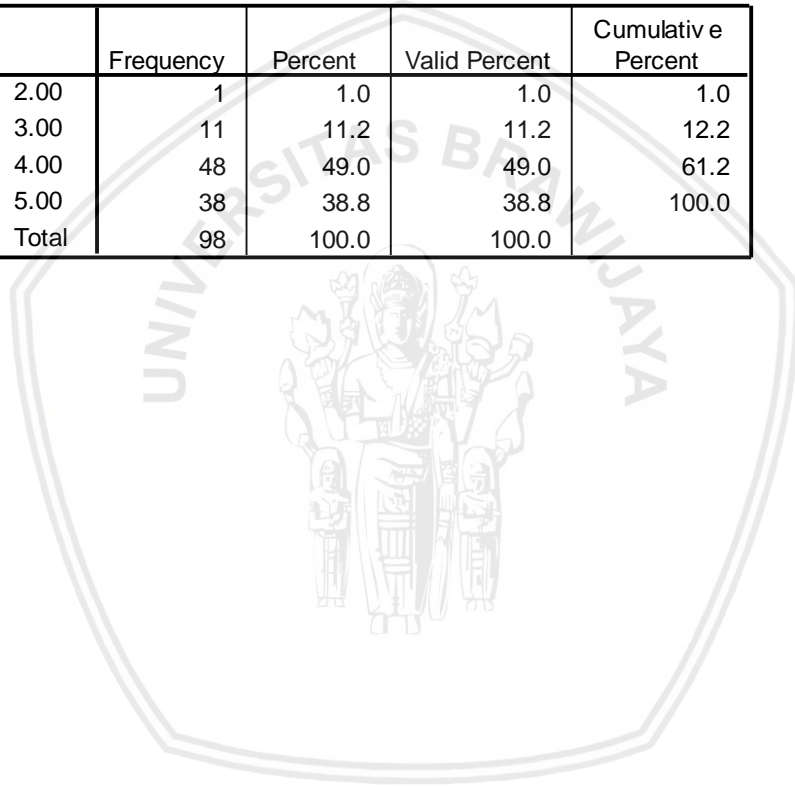 Cumulativ e
Frequency Percent Valid Percent Percent
2.00 1 1.0 1.0 1.0
3.00 11 11.2 11.2 12.2
4.00 48 49.0 49.0 61.2
5.00 38 38.8 38.8 100.0
Total 98 100.0 100.0
UNIVERSITAS BRAWIJAYA